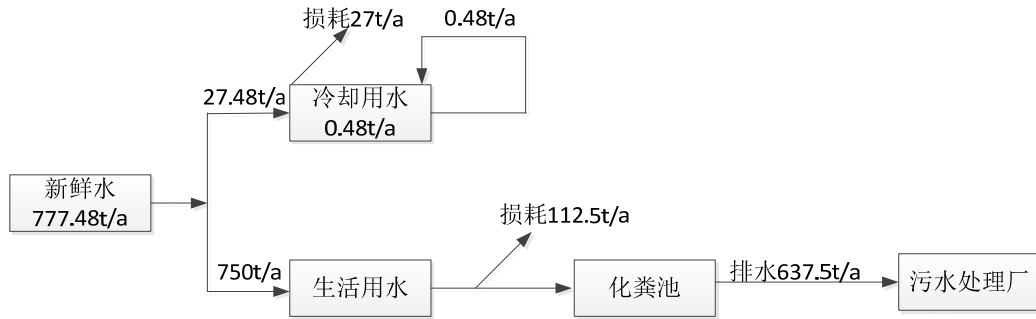 损耗27t/a
0.48t/a
27.48t/a
冷却用水
0.48t/a
新鲜水
777.48t/a
损耗112.5t/a
750t/a
生活用水
化粪池
排水637.5t/a
污水处理厂